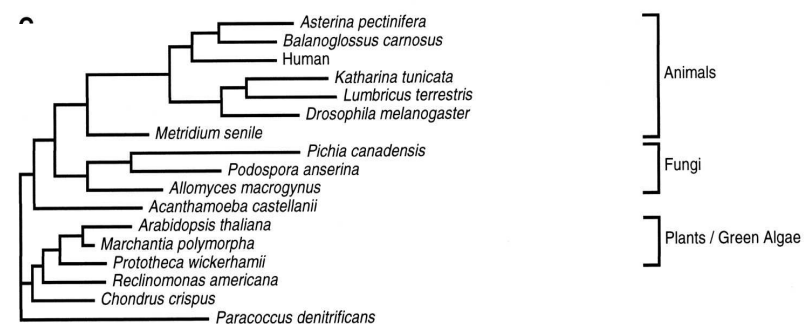 Asterina pectinifera
Balanoglossus carnosus
Human
Katharina tunicata
Lumbricus terrestris
Drosophila melanogaster
Metridium senile
Animals
Pichia canadensis
Podospora anserina
Allomyces macrogynus
Fungi
Acanthamoeba castellanii
Arabidopsis thaliana
Marchantia polymorpha
Prototheca wickerhamii
Plants / Green Algae
Reclinomonas americana
Chondrus crispus
Paracoccus denitrificans